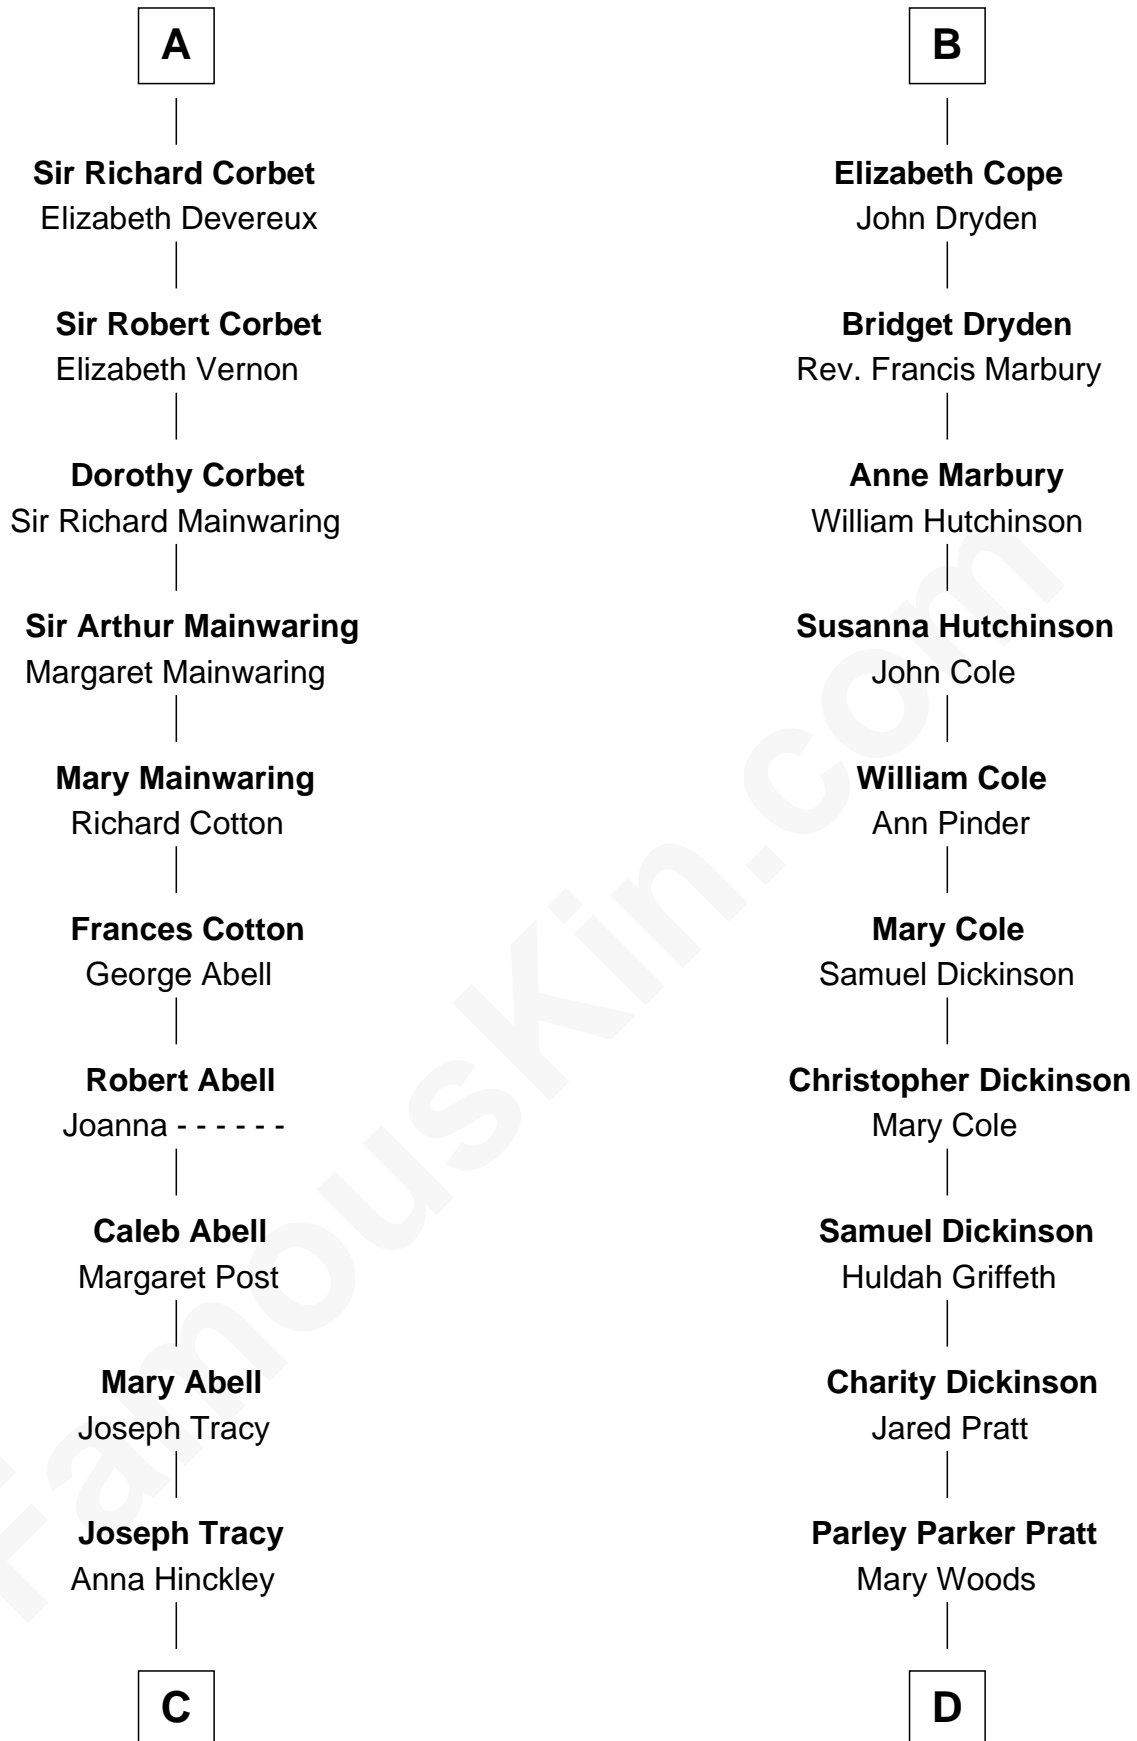 A
Sir Richard Corbet
Elizabeth Devereux
Sir Robert Corbet
Elizabeth Vernon
Dorothy Corbet
Sir Richard Mainwaring
Sir Arthur Mainwaring
Margaret Mainwaring
Mary Mainwaring
Richard Cotton
Frances Cotton
George Abell
Robert Abell
Joanna - - - - - -
Caleb Abell
Margaret Post
Mary Abell
Joseph Tracy
Joseph Tracy
Anna Hinckley
C
B
Elizabeth Cope
John Dryden
Bridget Dryden
Rev. Francis Marbury
Anne Marbury
William Hutchinson
Susanna Hutchinson
John Cole
William Cole
Ann Pinder
Mary Cole
Samuel Dickinson
Christopher Dickinson
Mary Cole
Samuel Dickinson
Huldah Griffeth
Charity Dickinson
Jared Pratt
Parley Parker Pratt
Mary Woods
D
FamousKin.com